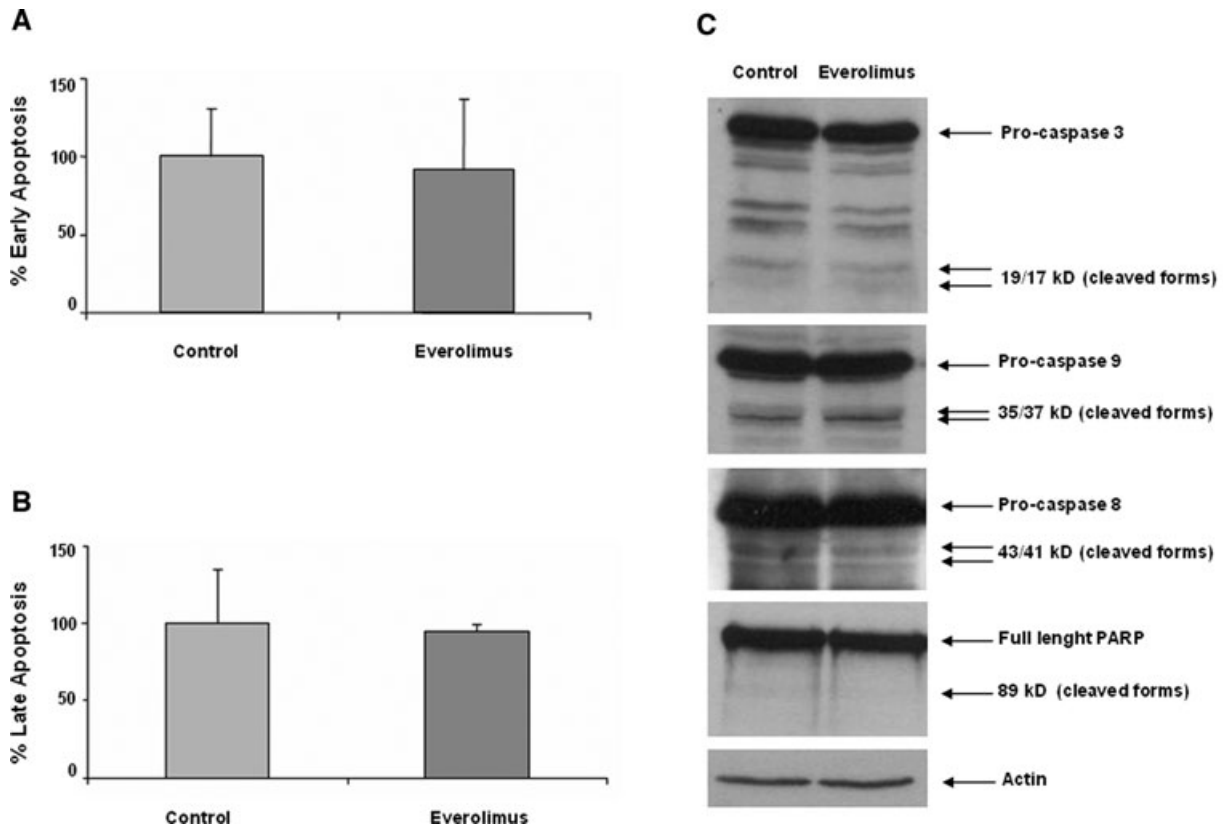 A
% Early Apoptosis
150
100
50
0
Control Everolimus
B
% Late Apoptosis
150
100
50
0
Control Everolimus
C
Control Everolimus
Pro-caspase 3
19/17 kD (cleaved forms)
Pro-caspase 9
35/37 kD (cleaved forms)
Pro-caspase 8
43/41 kD (cleaved forms)
Full lenght PARP
89 kD (cleaved forms)
Actin